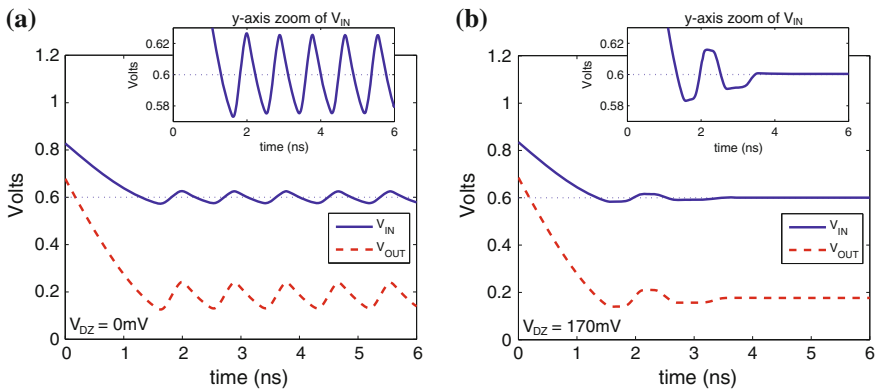 (a)
y-axis zoom of V_IN
Volts
0.62
0.60
0.58
0 2 4 6
time (ns)
Volts
1.2
1
0.8
0.6
0.4
0.2
0
V_IN
V_OUT
V_DZ = 0mV
0 1 2 3 4 5 6
time (ns)
(b)
y-axis zoom of V_IN
Volts
0.62
0.60
0.58
0 2 4 6
time (ns)
Volts
1.2
1
0.8
0.6
0.4
0.2
0
V_IN
V_OUT
V_DZ = 170mV
0 1 2 3 4 5 6
time (ns)